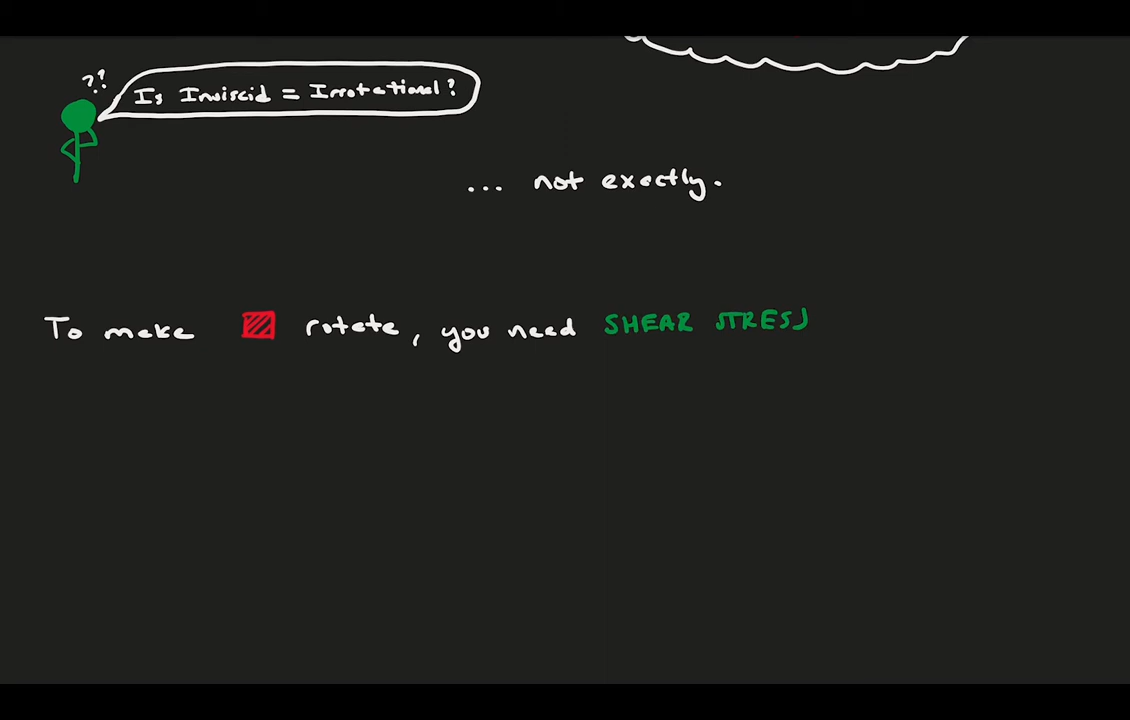 ??
Is Inviscid = Irrotational?
... not exactly.
To make rotate, you need SHEAR STRESS